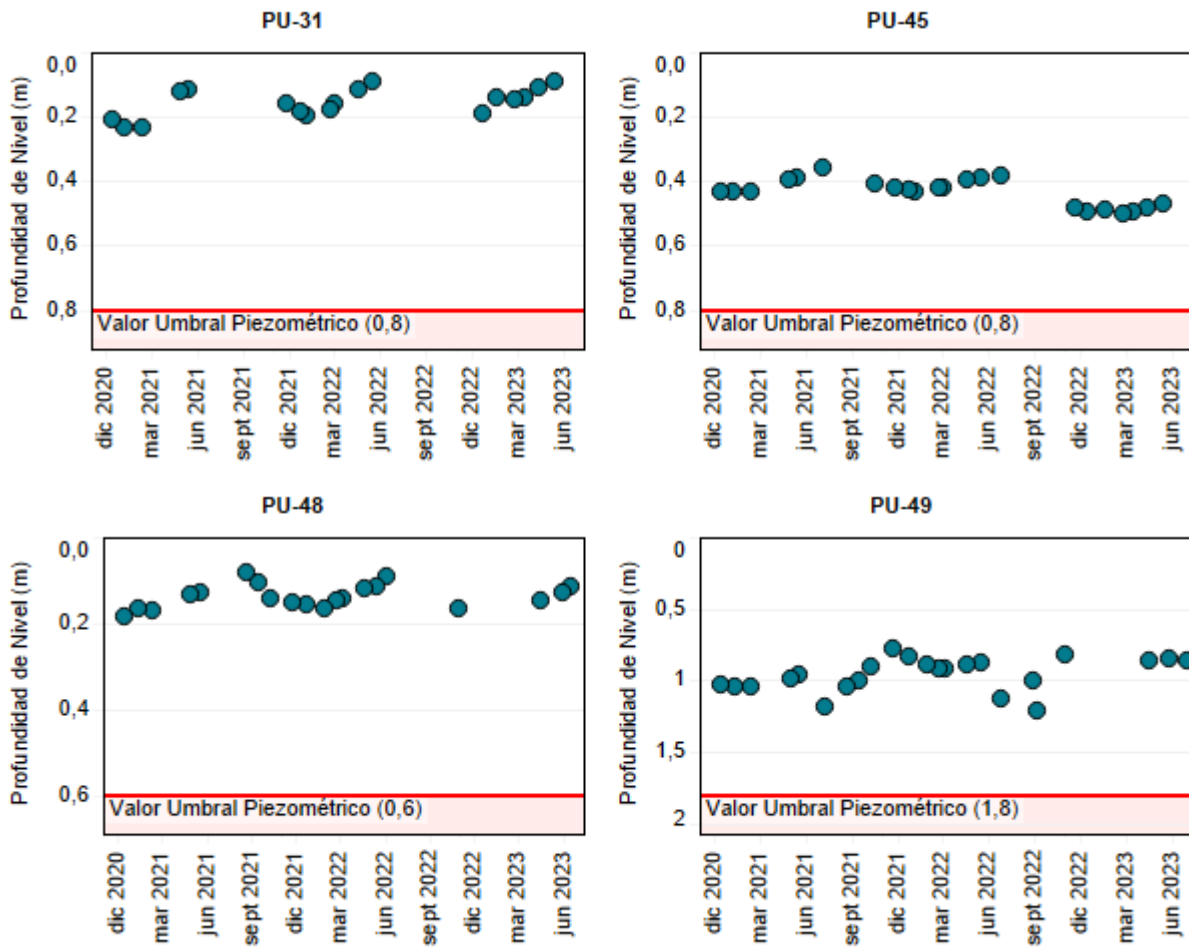 PU-31
Profundidad de Nivel (m)
0,0
0,2
0,4
0,6
0,8
Valor Umbral Piezométrico (0,8)
dic 2020
mar 2021
jun 2021
sept 2021
dic 2021
mar 2022
jun 2022
sept 2022
dic 2022
mar 2023
jun 2023
PU-45
Profundidad de Nivel (m)
0,0
0,2
0,4
0,6
0,8
Valor Umbral Piezométrico (0,8)
dic 2020
mar 2021
jun 2021
sept 2021
dic 2021
mar 2022
jun 2022
sept 2022
dic 2022
mar 2023
jun 2023
PU-48
Profundidad de Nivel (m)
0,0
0,2
0,4
0,6
Valor Umbral Piezométrico (0,6)
dic 2020
mar 2021
jun 2021
sept 2021
dic 2021
mar 2022
jun 2022
sept 2022
dic 2022
mar 2023
jun 2023
PU-49
Profundidad de Nivel (m)
0
0,5
1
1,5
2
Valor Umbral Piezométrico (1,8)
dic 2020
mar 2021
jun 2021
sept 2021
dic 2021
mar 2022
jun 2022
sept 2022
dic 2022
mar 2023
jun 2023